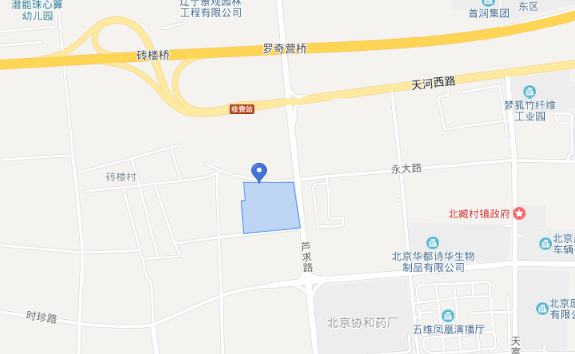 潜能珠心算
幼儿园
辽宁景观园林
工程有限公司
首润集团
东区
砖楼桥
罗奇营桥
天河西路
收费站
梦狐竹纤维
工业园
砖楼村
永大路
北臧村镇政府
芦求路
北京华都诗华生物
制品有限公司
北京
车辆
时珍路
北京协和药厂
五维凤凰演播厅
北京
有限公
天富